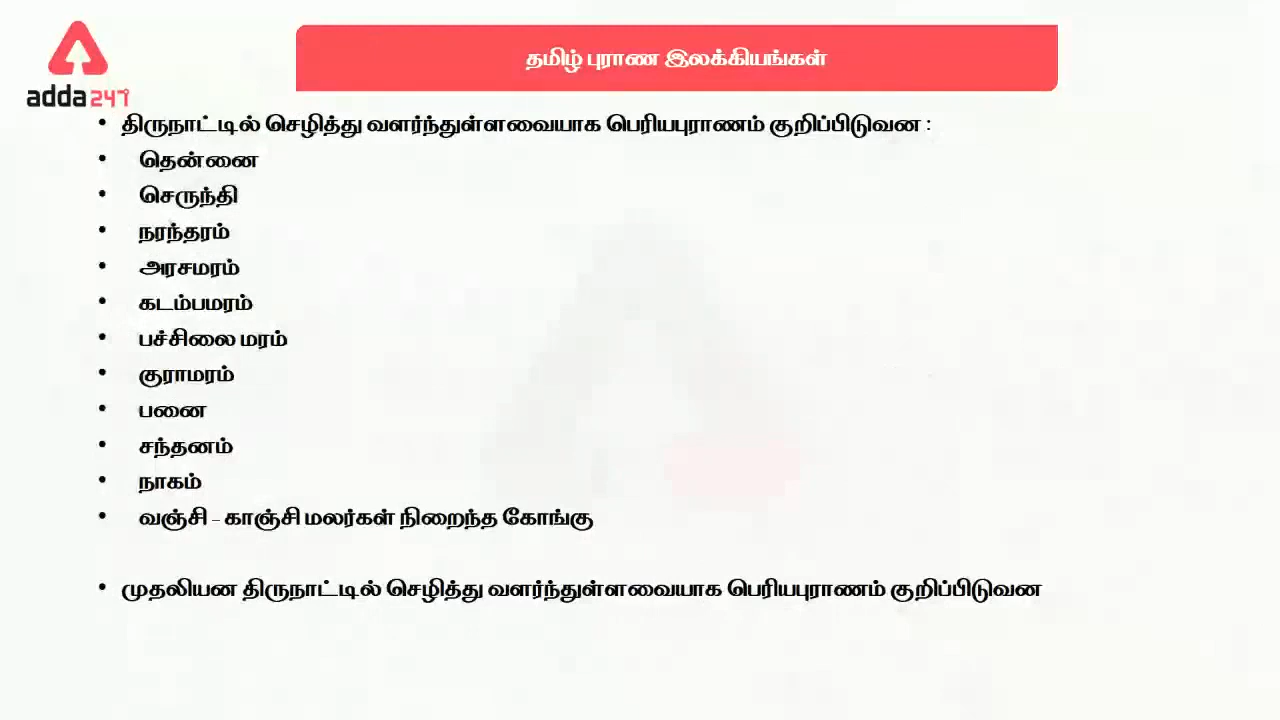 adda247
தமிழ் புராண இலக்கியங்கள்
• திருநாட்டில் செழித்து வளர்ந்துள்ளவையாக பெரியபுராணம் குறிப்பிடுவன :
• தென்னை
• செருந்தி
• நரந்தரம்
• அரசமரம்
• கடம்பமரம்
• பச்சிலை மரம்
• குராமரம்
• பனை
• சந்தனம்
• நாகம்
• வஞ்சி – காஞ்சி மலர்கள் நிறைந்த கோங்கு
• முதலியன திருநாட்டில் செழித்து வளர்ந்துள்ளவையாக பெரியபுராணம் குறிப்பிடுவன